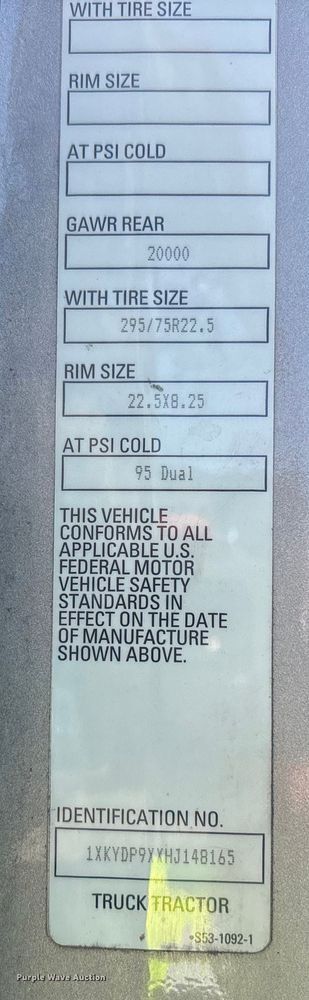 WITH TIRE SIZE
RIM SIZE
AT PSI COLD
GAWR REAR
20000
WITH TIRE SIZE
295/75R22.5
RIM SIZE
22.5X8.25
AT PSI COLD
95 Dual
THIS VEHICLE
CONFORMS TO ALL
APPLICABLE U.S.
FEDERAL MOTOR
VEHICLE SAFETY
STANDARDS IN
EFFECT ON THE DATE
OF MANUFACTURE
SHOWN ABOVE.
IDENTIFICATION NO.
1XKYDP9XXHJ148165
TRUCK TRACTOR
S53-1092-1
Purple Wave Auction